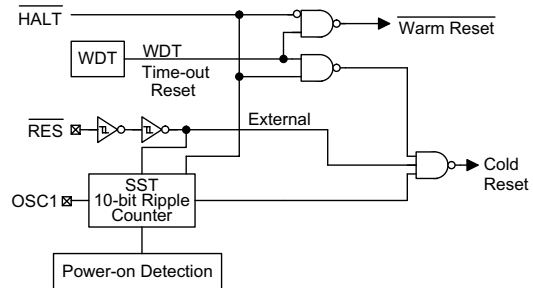 HALT
Warm Reset
WDT
WDT
Time-out
Reset
RES
External
Cold
Reset
OSC1
SST
10-bit Ripple
Counter
Power-on Detection